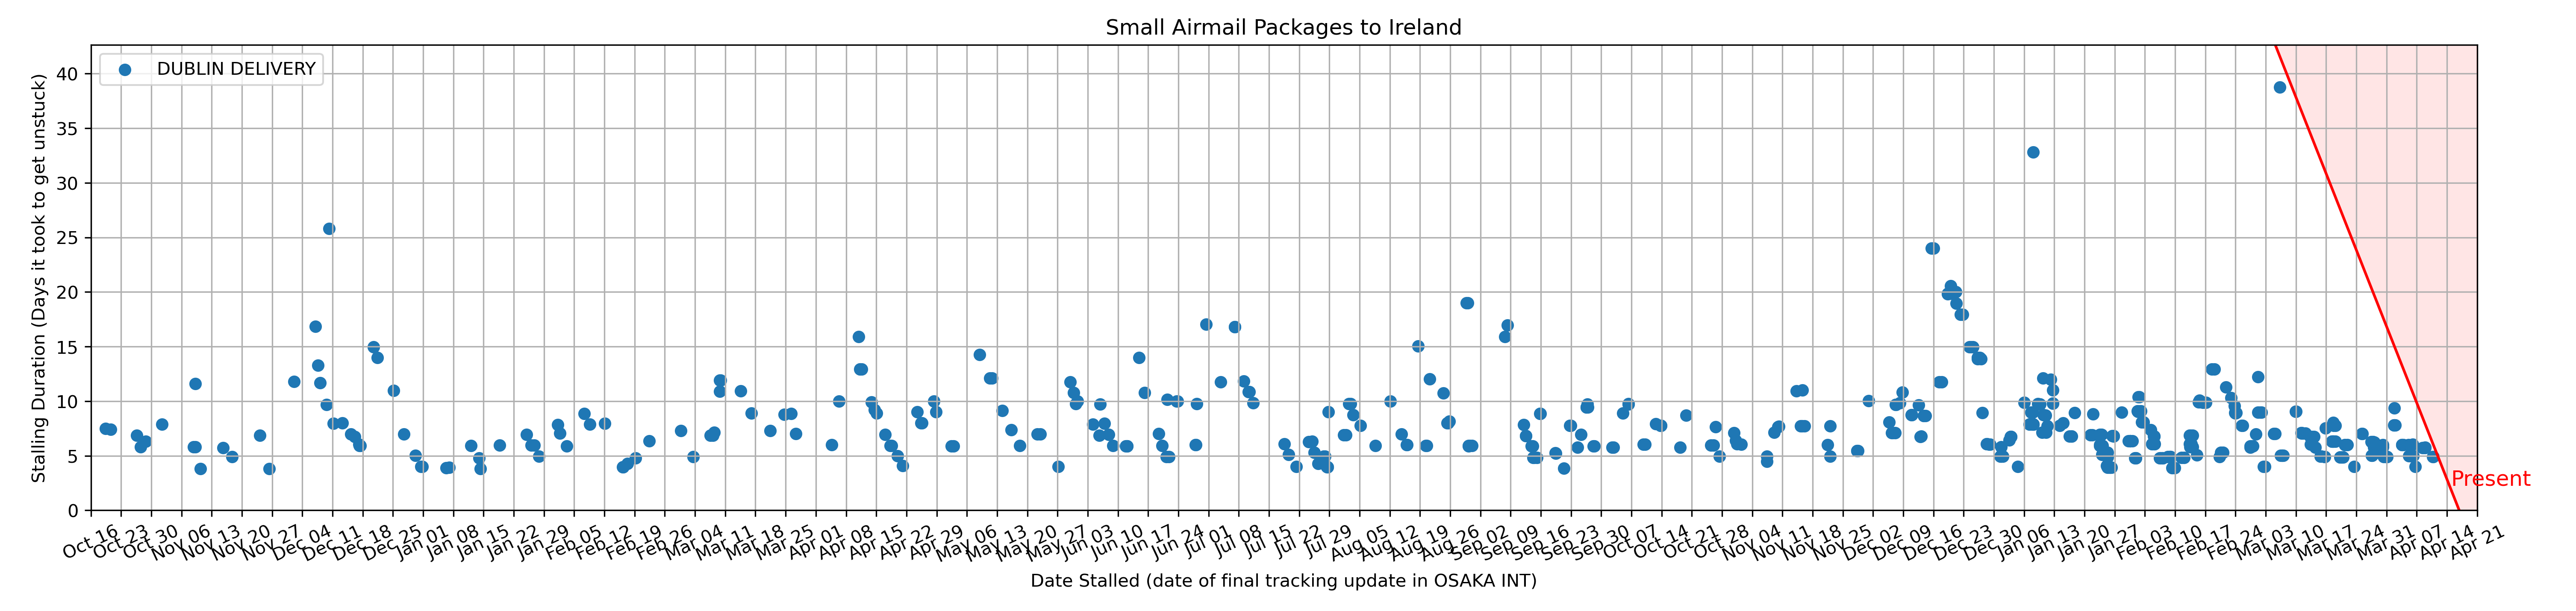 Small Airmail Packages to Ireland
DUBLIN DELIVERY
Stalling Duration (Days it took to get unstuck)
40
35
30
25
20
15
10
5
0
Present
Oct 16
Oct 23
Oct 30
Nov 06
Nov 13
Nov 20
Nov 27
Dec 04
Dec 11
Dec 18
Dec 25
Jan 01
Jan 08
Jan 15
Jan 22
Jan 29
Feb 05
Feb 12
Feb 19
Feb 26
Mar 04
Mar 11
Mar 18
Mar 25
Apr 01
Apr 08
Apr 15
Apr 22
Apr 29
May 06
May 13
May 20
May 27
Jun 03
Jun 10
Jun 17
Jun 24
Jul 01
Jul 08
Jul 15
Jul 22
Jul 29
Aug 05
Aug 12
Aug 19
Aug 26
Sep 02
Sep 09
Sep 16
Sep 23
Sep 30
Oct 07
Oct 14
Oct 21
Oct 28
Nov 04
Nov 11
Nov 18
Nov 25
Dec 02
Dec 09
Dec 16
Dec 23
Dec 30
Jan 06
Jan 13
Jan 20
Jan 27
Feb 03
Feb 10
Feb 17
Feb 24
Mar 03
Mar 10
Mar 17
Mar 24
Mar 31
Apr 07
Apr 14
Apr 21
Date Stalled (date of final tracking update in OSAKA INT)